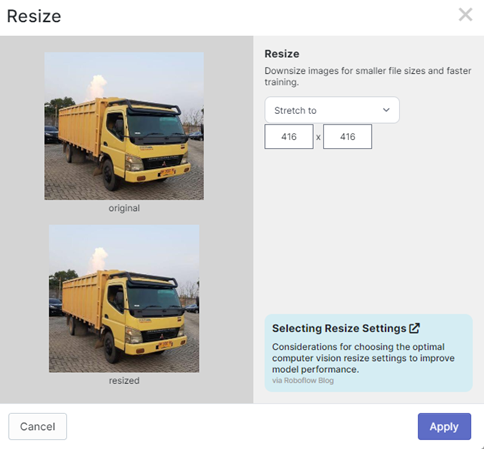 Resize
original
resized
Resize
Downsize images for smaller file sizes and faster
training.
Stretch to
416 x 416
Selecting Resize Settings
Considerations for choosing the optimal
computer vision resize settings to improve
model performance.
via Roboflow Blog
Cancel
Apply